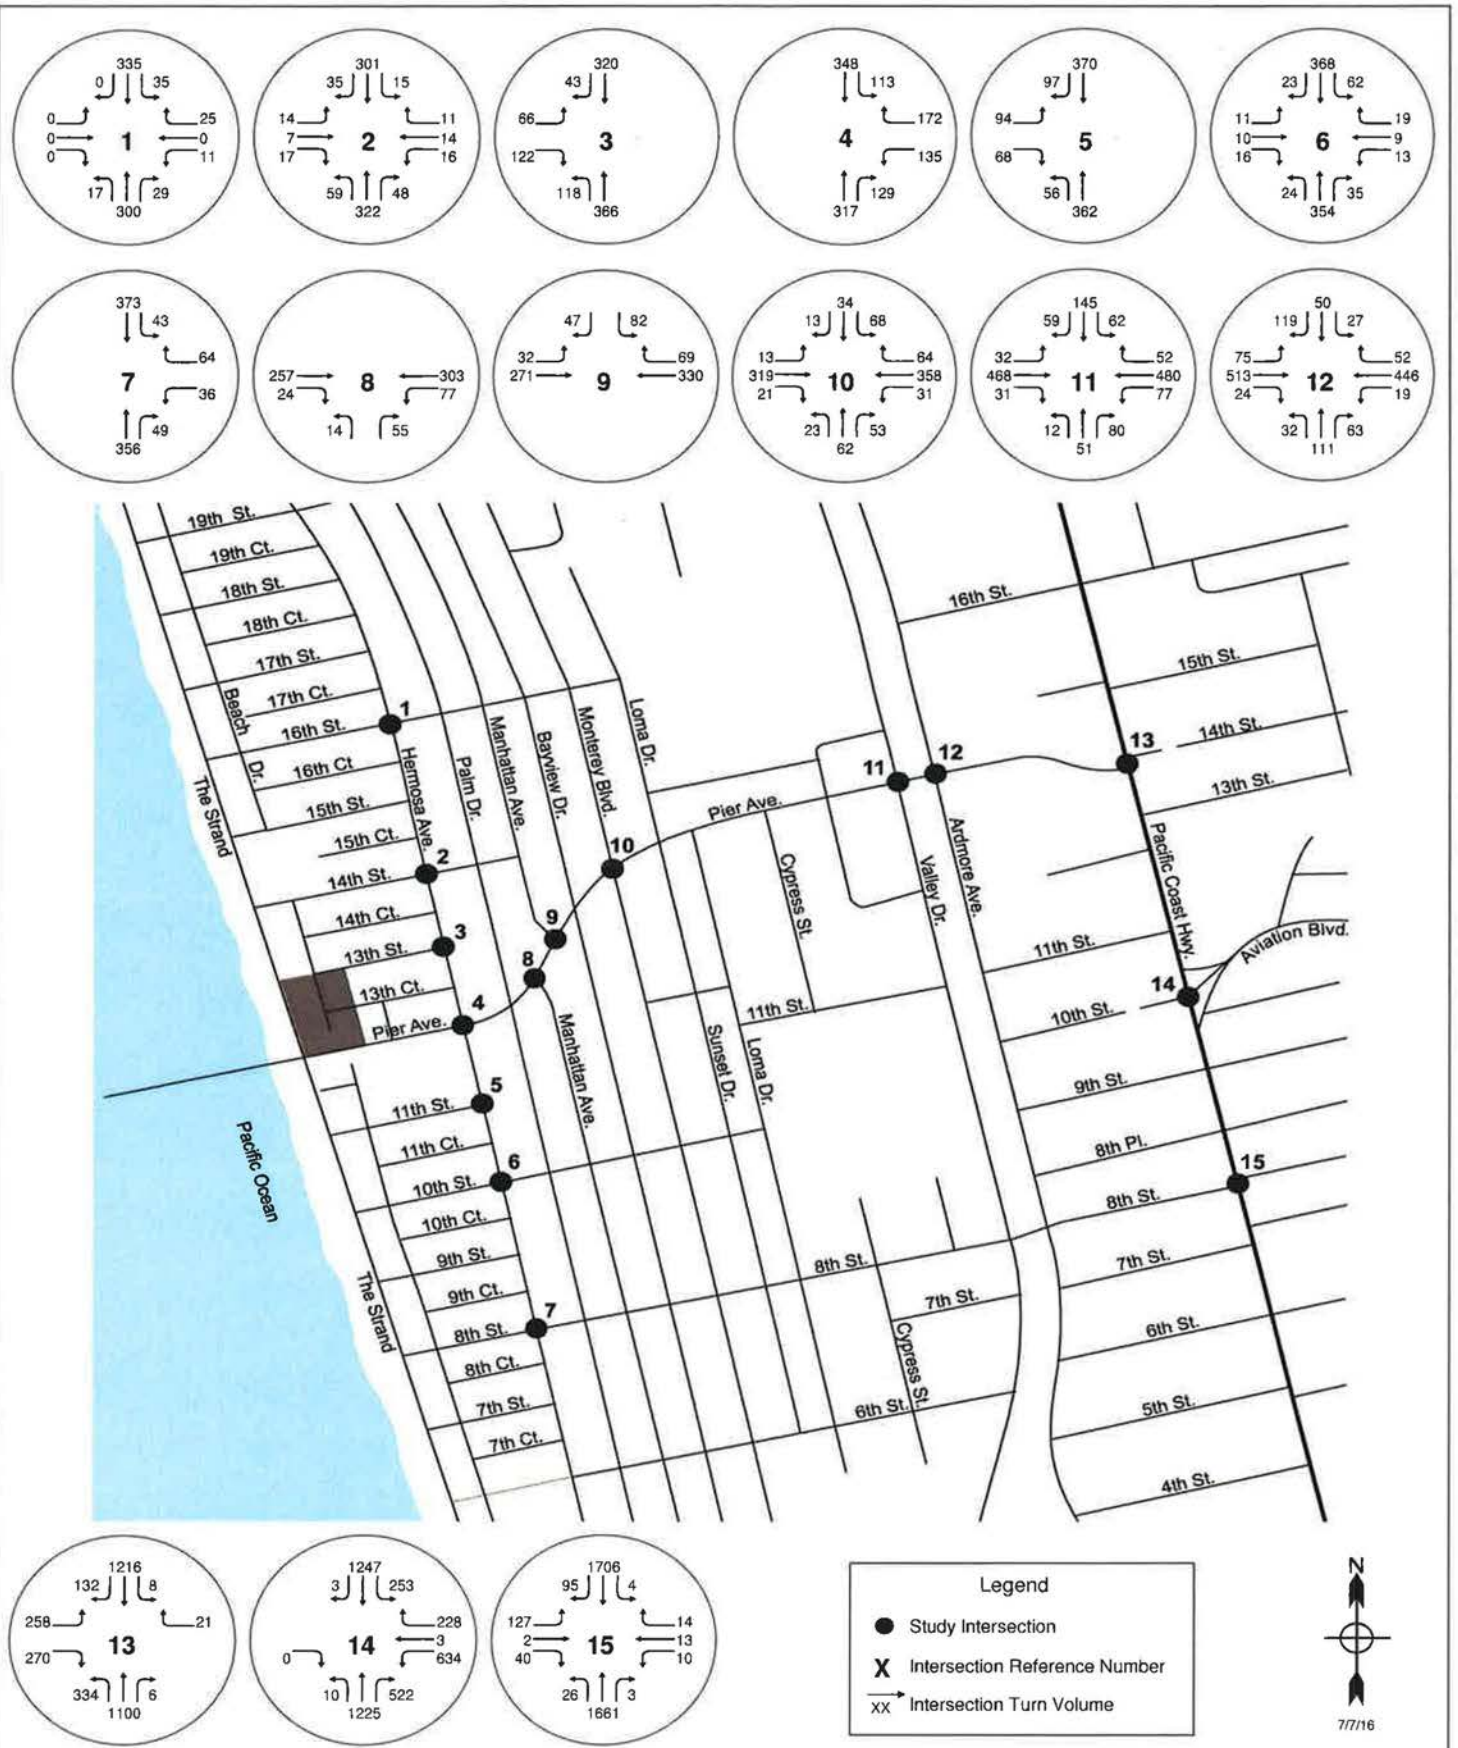 335
0 35
0 25
0 1 0
0 11
17 29
300
301
35 15
14 11
7 2 14
17 16
59 48
322
320
43
66
3
122
118
366
348
113
172
4
135
129
317
370
97
94
5
68
56
362
368
23 62
11 19
10 6 9
16 13
24 35
354
373
43
64
7
36
49
356
257 8 303
24 77
14 55
47 82
32 69
271 9 330
34
13 68
13 64
319 10 358
21 31
23 53
62
145
59 62
32 52
468 11 480
31 77
12 80
51
50
119 27
75 52
513 12 446
24 19
32 63
111
19th St.
19th Ct.
18th St.
18th Ct.
17th St.
17th Ct.
16th St.
16th Ct
15th St.
15th Ct.
14th St.
14th Ct.
13th St.
13th Ct.
Pier Ave.
11th St.
11th Ct.
10th St.
10th Ct.
9th St.
9th Ct.
8th St.
8th Ct.
7th St.
7th Ct.
Beach
Dr.
The Strand
The Strand
Pacific Ocean
Hermosa Ave.
Palm Dr.
Manhattan Ave.
Bayview Dr.
Monterey Blvd.
Loma Dr.
Manhattan Ave.
Pier Ave.
Cypress St.
11th St.
Sunset Dr.
Loma Dr.
8th St.
7th St.
Cypress St.
6th St.
Valley Dr.
Ardmore Ave.
Pacific Coast Hwy.
Aviation Blvd.
16th St.
15th St.
14th St.
13th St.
11th St.
10th St.
9th St.
8th Pl.
8th St.
7th St.
6th St.
5th St.
4th St.
1
2
3
4
5
6
7
8
9
10
11
12
13
14
15
1216
132 8
258 21
13
270
334 6
1100
1247
3 253
228
14 3
0 634
10 522
1225
1706
95 4
127 14
2 15 13
40 10
26 3
1661
Legend
Study Intersection
X Intersection Reference Number
xx Intersection Turn Volume
N
7/7/16